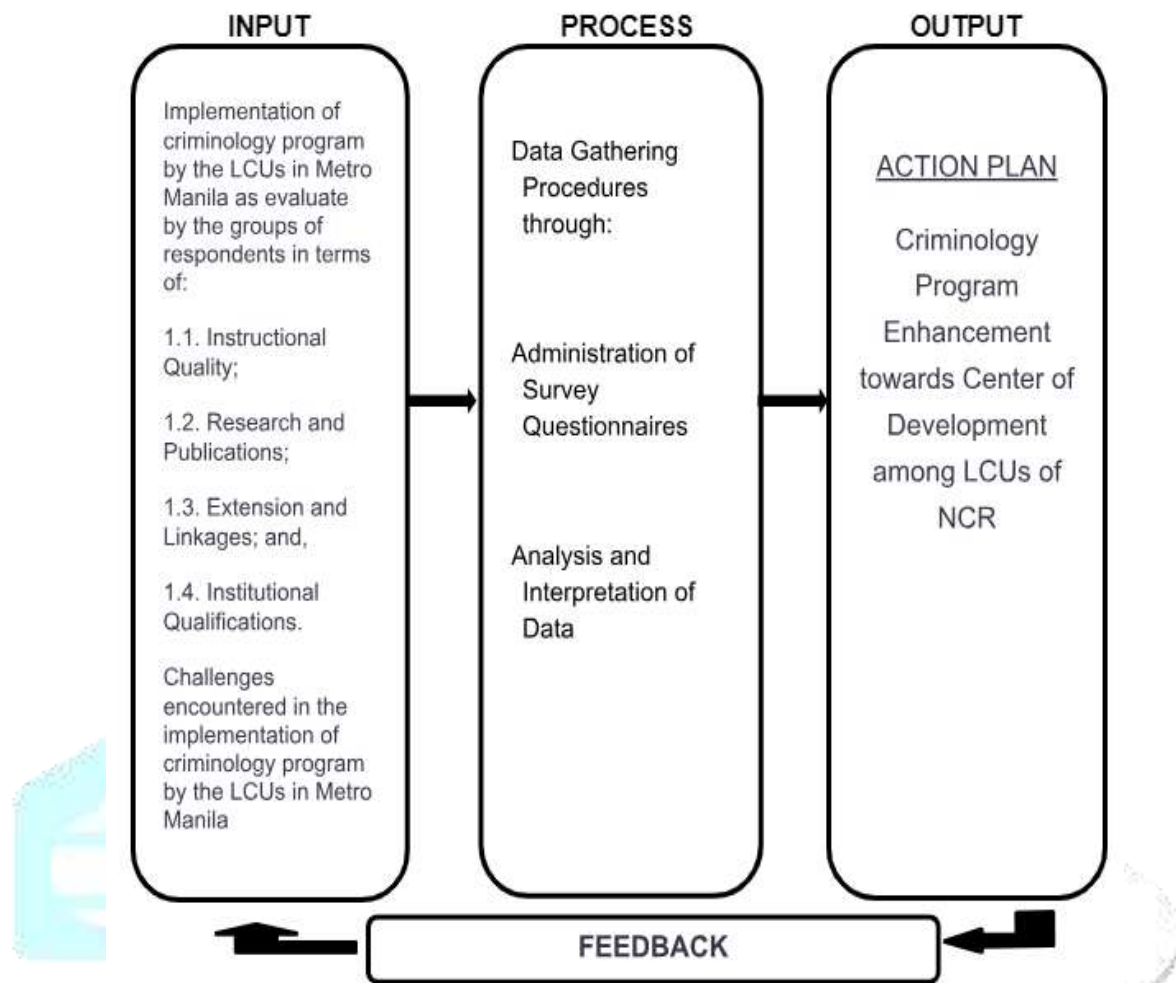 INPUT
PROCESS
OUTPUT
Implementation of
criminology program
by the LCUs in Metro
Manila as evaluate
by the groups of
respondents in terms
of:
1.1. Instructional
Quality;
1.2. Research and
Publications;
1.3. Extension and
Linkages; and,
1.4. Institutional
Qualifications.
Challenges
encountered in the
implementation of
criminology program
by the LCUs in Metro
Manila
Data Gathering
Procedures
through:
Administration of
Survey
Questionnaires
Analysis and
Interpretation of
Data
ACTION PLAN
Criminology
Program
Enhancement
towards Center of
Development
among LCUs of
NCR
FEEDBACK